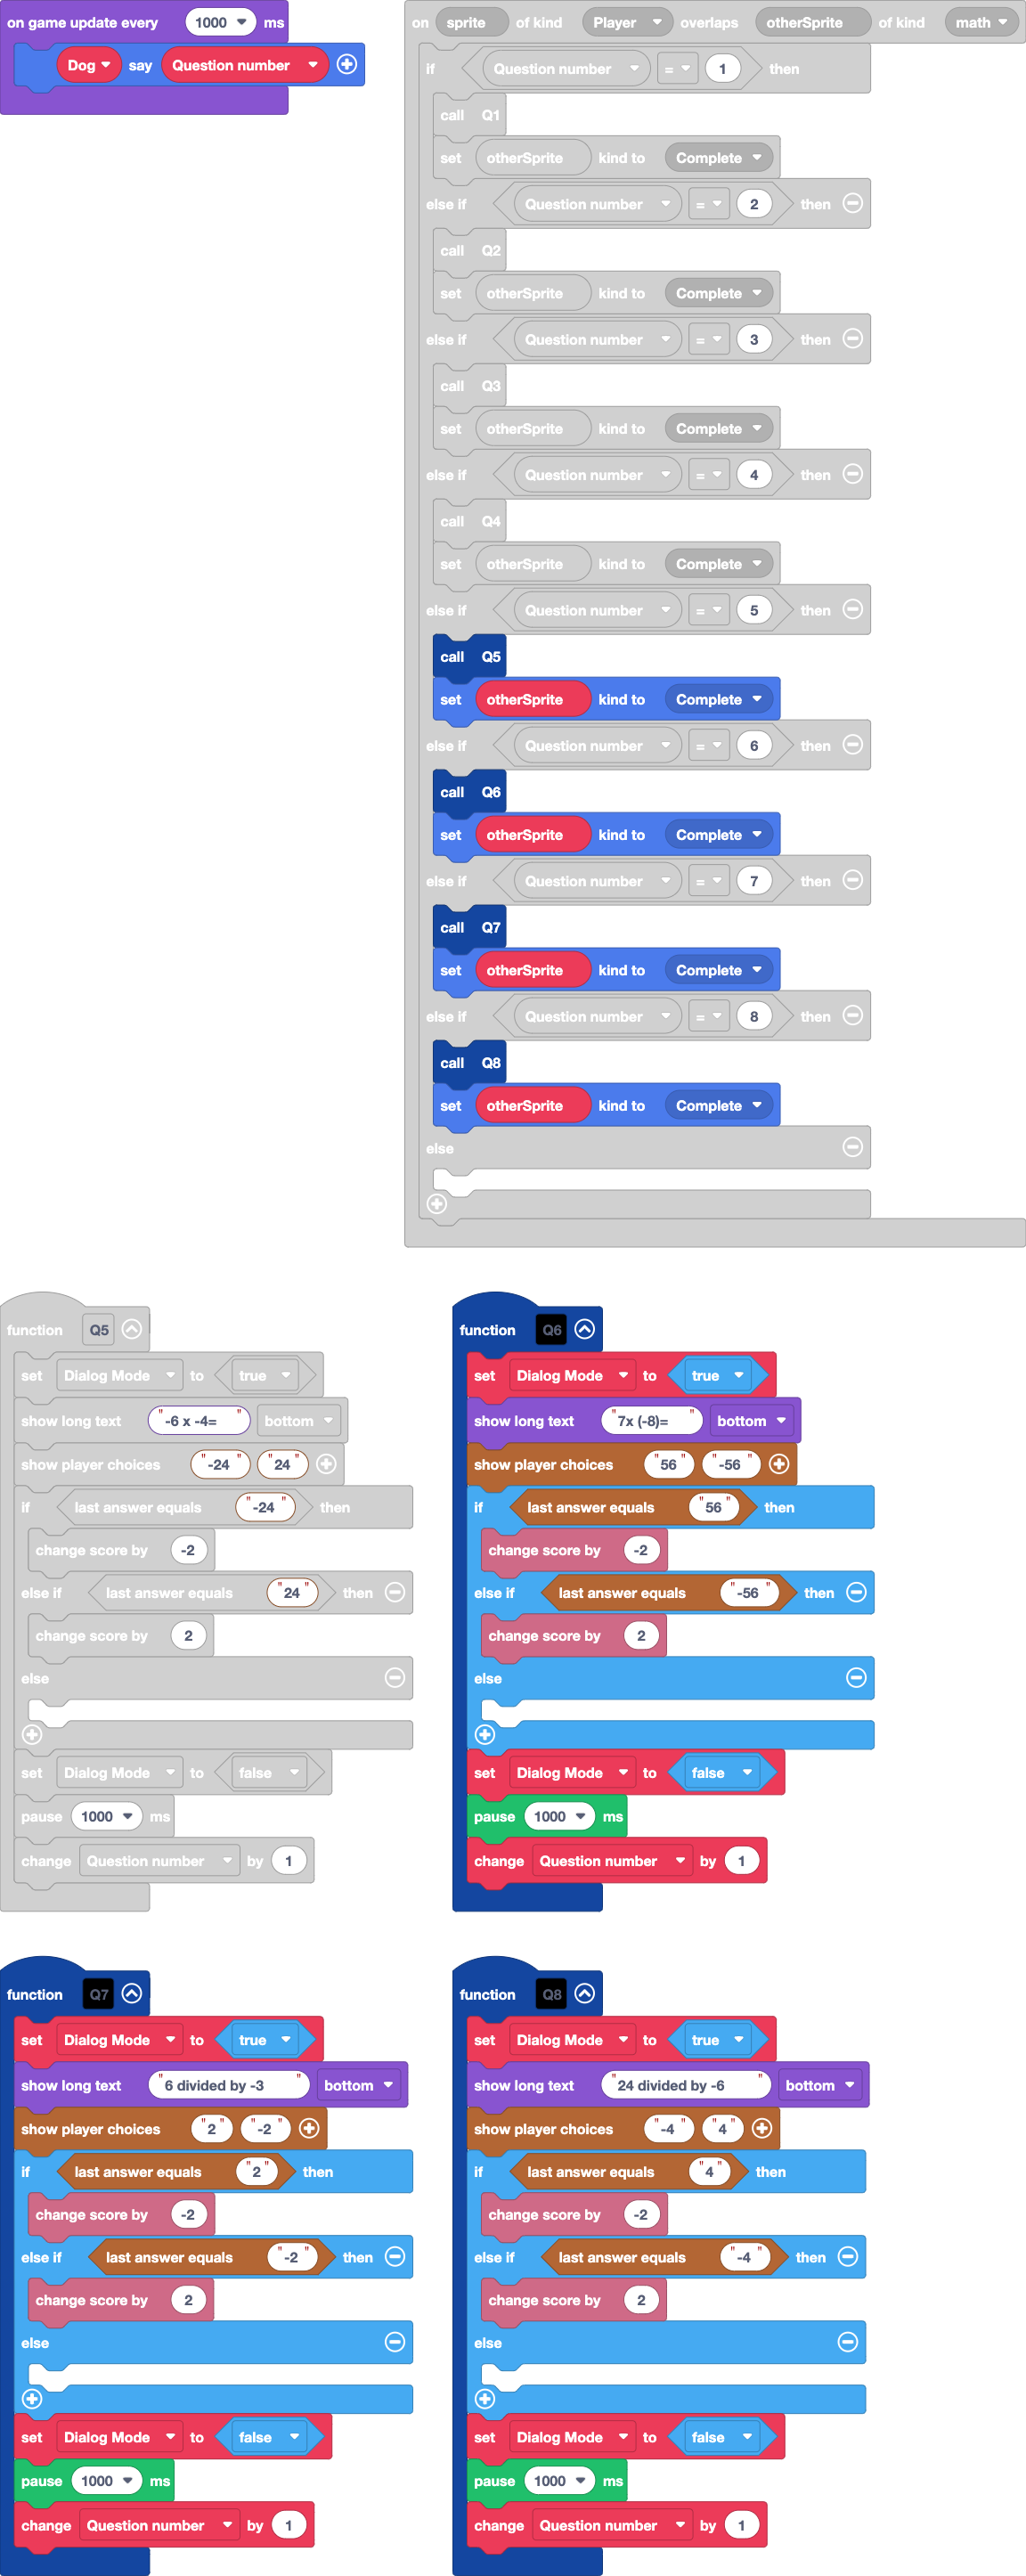 on game update every 1000 ms
Dog say Question number
on sprite of kind Player overlaps otherSprite of kind math
if Question number = 1 then
call Q1
set otherSprite kind to Complete
else if Question number = 2 then
call Q2
set otherSprite kind to Complete
else if Question number = 3 then
call Q3
set otherSprite kind to Complete
else if Question number = 4 then
call Q4
set otherSprite kind to Complete
else if Question number = 5 then
call Q5
set otherSprite kind to Complete
else if Question number = 6 then
call Q6
set otherSprite kind to Complete
else if Question number = 7 then
call Q7
set otherSprite kind to Complete
else if Question number = 8 then
call Q8
set otherSprite kind to Complete
else
function Q5
set Dialog Mode to true
show long text "-6 x -4= " bottom
show player choices "-24" "24"
if last answer equals "-24" then
change score by -2
else if last answer equals "24" then
change score by 2
else
set Dialog Mode to false
pause 1000 ms
change Question number by 1
function Q6
set Dialog Mode to true
show long text "7x (-8)= " bottom
show player choices "56" "-56"
if last answer equals "56" then
change score by -2
else if last answer equals "-56" then
change score by 2
else
set Dialog Mode to false
pause 1000 ms
change Question number by 1
function Q7
set Dialog Mode to true
show long text "6 divided by -3 " bottom
show player choices "2" "-2"
if last answer equals "2" then
change score by -2
else if last answer equals "-2" then
change score by 2
else
set Dialog Mode to false
pause 1000 ms
change Question number by 1
function Q8
set Dialog Mode to true
show long text "24 divided by -6 " bottom
show player choices "-4" "4"
if last answer equals "4" then
change score by -2
else if last answer equals "-4" then
change score by 2
else
set Dialog Mode to false
pause 1000 ms
change Question number by 1